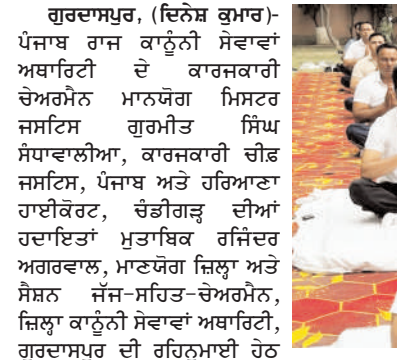 ਗੁਰਦਾਸਪੁਰ, (ਦਿਨੇਸ਼ ਕੁਮਾਰ)-
ਪੰਜਾਬ ਰਾਜ ਕਾਨੂੰਨੀ ਸੇਵਾਵਾਂ
ਅਥਾਰਿਟੀ ਦੇ ਕਾਰਜਕਾਰੀ
ਚੇਅਰਮੈਨ ਮਾਨਯੋਗ ਮਿਸਟਰ
ਜਸਟਿਸ ਗੁਰਮੀਤ ਸਿੰਘ
ਸੰਧਾਵਾਲੀਆ, ਕਾਰਜਕਾਰੀ ਚੀਫ਼
ਜਸਟਿਸ, ਪੰਜਾਬ ਅਤੇ ਹਰਿਆਣਾ
ਹਾਈਕੋਰਟ, ਚੰਡੀਗੜ੍ਹ ਦੀਆਂ
ਹਦਾਇਤਾਂ ਮੁਤਾਬਿਕ ਰਜਿੰਦਰ
ਅਗਰਵਾਲ, ਮਾਣਯੋਗ ਜ਼ਿਲ੍ਹਾ ਅਤੇ
ਸੈਸ਼ਨ ਜੱਜ-ਸਹਿਤ-ਚੇਅਰਮੈਨ,
ਜ਼ਿਲ੍ਹਾ ਕਾਨੂੰਨੀ ਸੇਵਾਵਾਂ ਅਥਾਰਿਟੀ,
ਗੁਰਦਾਸਪੁਰ ਦੀ ਰਹਿਨੁਮਾਈ ਹੇਠ